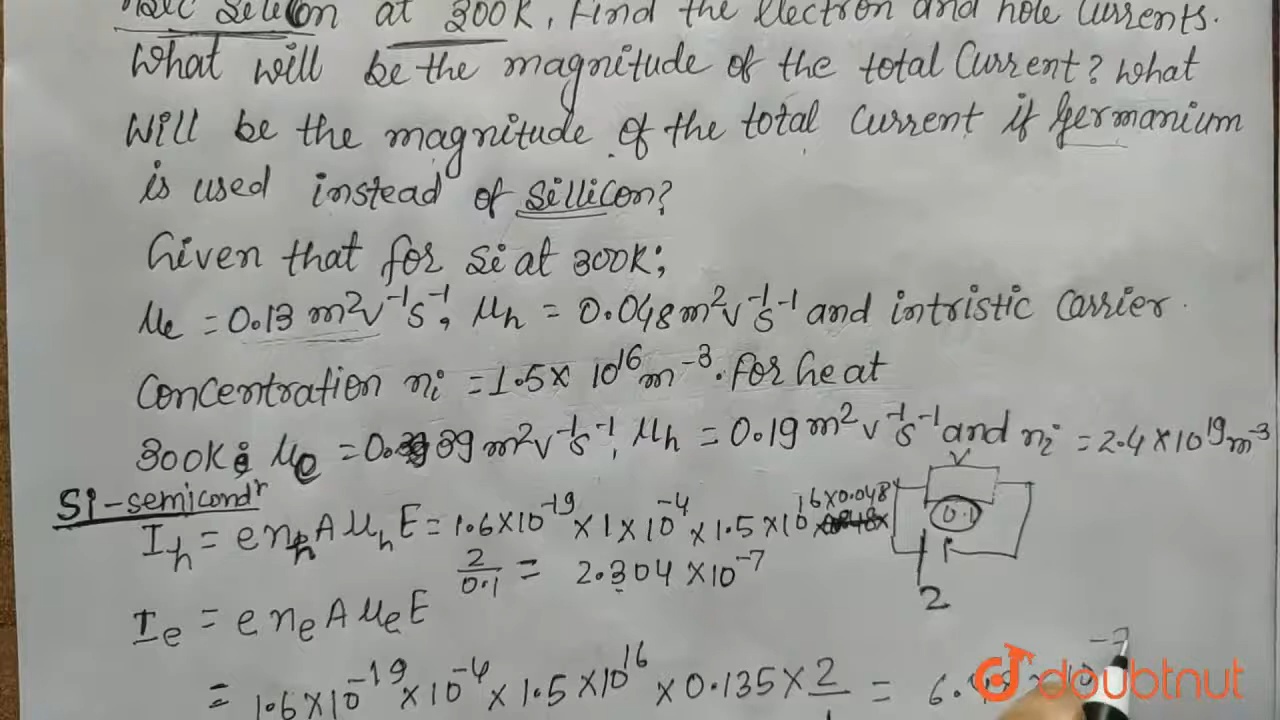 silicon at 300K, Find the electron and hole Currents.
What will be the magnitude of the total Current? What
will be the magnitude of the total current if Germanium
is used instead of Sillicon?
Given that for Si at 300K;
μe = 0.13 m²v⁻¹s⁻¹, μh = 0.048 m²v⁻¹s⁻¹ and intristic carrier
concentration ni = 1.5 × 10¹⁶ m⁻³. For Ge at
300K; μe = 0.39 m²v⁻¹s⁻¹, μh = 0.19 m²v⁻¹s⁻¹ and ni = 2.4 × 10¹⁹ m⁻³
Si-semicondʳ
Ih = e nh A μh E = 1.6×10⁻¹⁹ × 1×10⁻⁴ × 1.5×10¹⁶×0.048×
2/0.1 = 2.304 × 10⁻⁷
V
0.1
2
Ie = e ne A μe E
= 1.6×10⁻¹⁹ × 10⁻⁴ × 1.5×10¹⁶ × 0.135 × 2/ = 6.
doubtnut